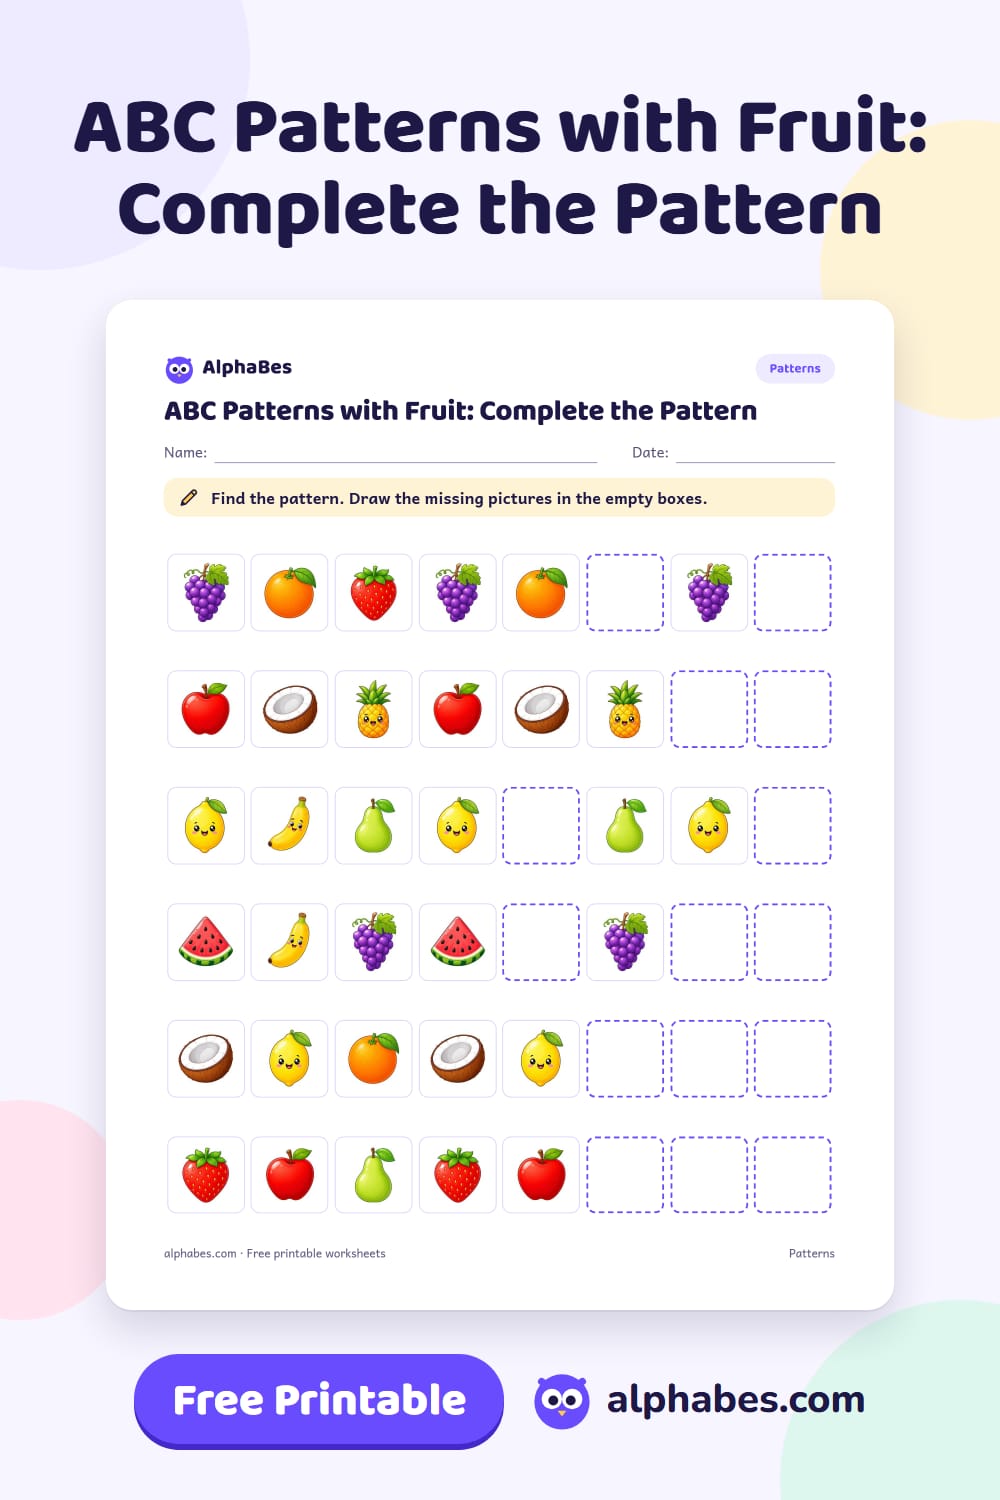 ABC Patterns with Fruit:
Complete the Pattern
AlphaBes
Patterns
ABC Patterns with Fruit: Complete the Pattern
Name:
Date:
Find the pattern. Draw the missing pictures in the empty boxes.
alphabes.com · Free printable worksheets
Patterns
Free Printable
alphabes.com